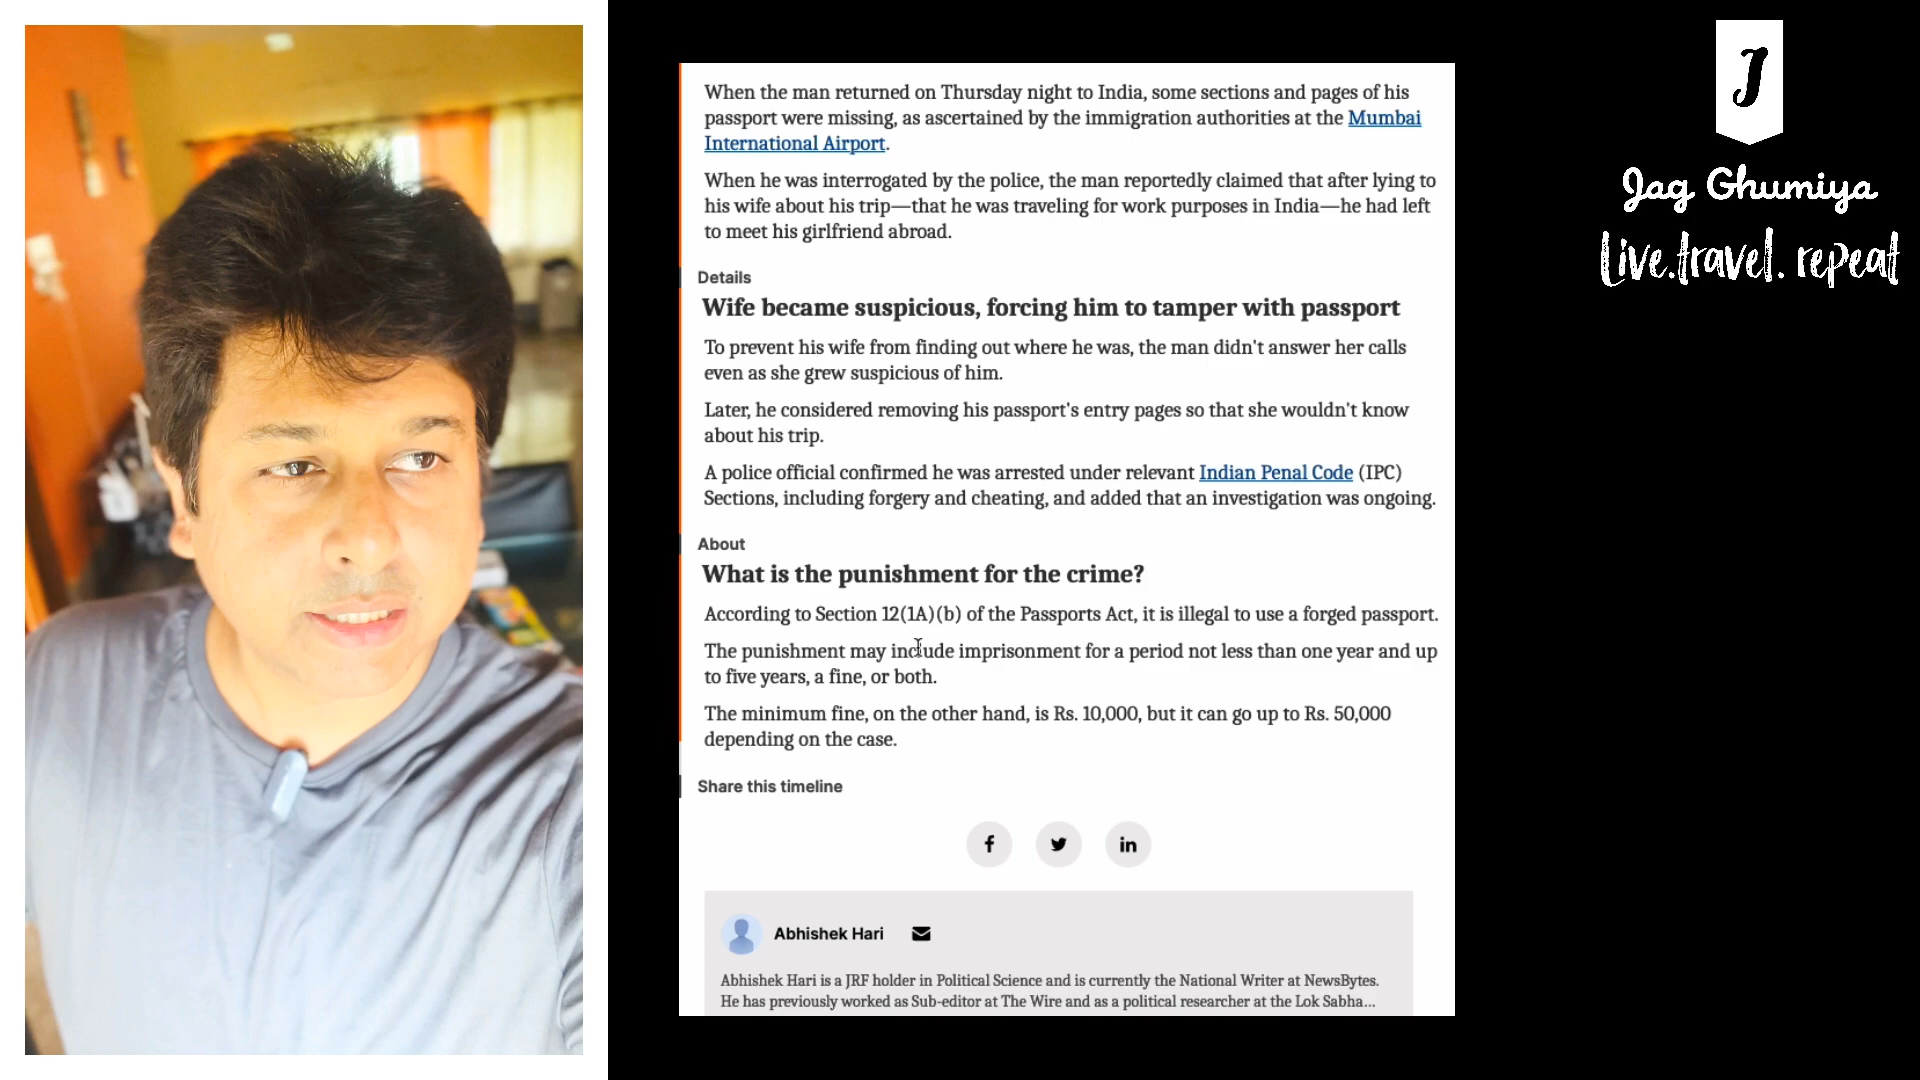 When the man returned on Thursday night to India, some sections and pages of his
passport were missing, as ascertained by the immigration authorities at the Mumbai
International Airport.
When he was interrogated by the police, the man reportedly claimed that after lying to
his wife about his trip—that he was traveling for work purposes in India—he had left
to meet his girlfriend abroad.
Details
Wife became suspicious, forcing him to tamper with passport
To prevent his wife from finding out where he was, the man didn't answer her calls
even as she grew suspicious of him.
Later, he considered removing his passport's entry pages so that she wouldn't know
about his trip.
A police official confirmed he was arrested under relevant Indian Penal Code (IPC)
Sections, including forgery and cheating, and added that an investigation was ongoing.
About
What is the punishment for the crime?
According to Section 12(1A)(b) of the Passports Act, it is illegal to use a forged passport.
The punishment may include imprisonment for a period not less than one year and up
to five years, a fine, or both.
The minimum fine, on the other hand, is Rs. 10,000, but it can go up to Rs. 50,000
depending on the case.
Share this timeline
f in
Abhishek Hari
Abhishek Hari is a JRF holder in Political Science and is currently the National Writer at NewsBytes.
He has previously worked as Sub-editor at The Wire and as a political researcher at the Lok Sabha...
J
Jag Ghumiya
Live.travel. repeat